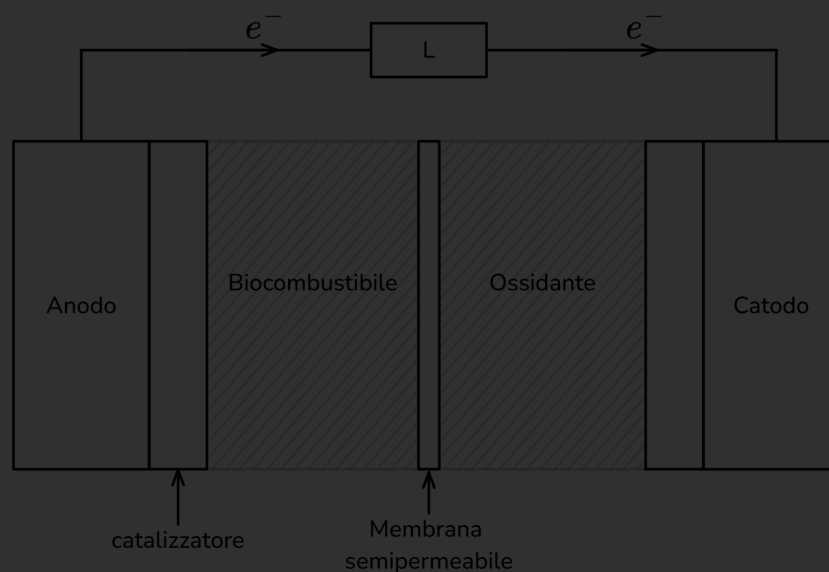 e⁻
e⁻
L
Biocombustibile
Ossidante
Anodo
Catodo
catalizzatore
Membrana
semipermeabile